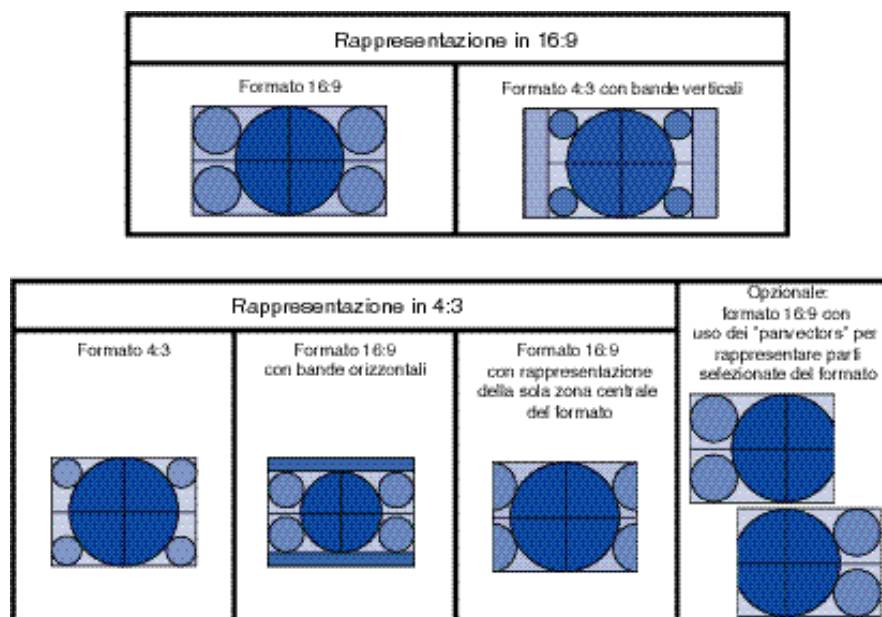 Rappresentazione in 16:9
Formato 16:9
Formato 4:3 con bande verticali
Rappresentazione in 4:3
Formato 4:3
Formato 16:9
con bande orizzontali
Formato 16:9
con rappresentazione
della sola zona centrale
del formato
Opzionale:
formato 16:9 con
uso dei "panvectors" per
rappresentare parti
selezionate del formato